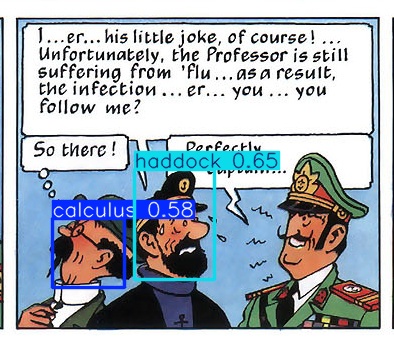 I...er...his little joke, of course! ...
Unfortunately, the Professor is still
suffering from 'flu ... as a result,
the infection ... er... you ... you
follow me?
So there!
Perfectly,
haddock 0.65
calculus 0.58